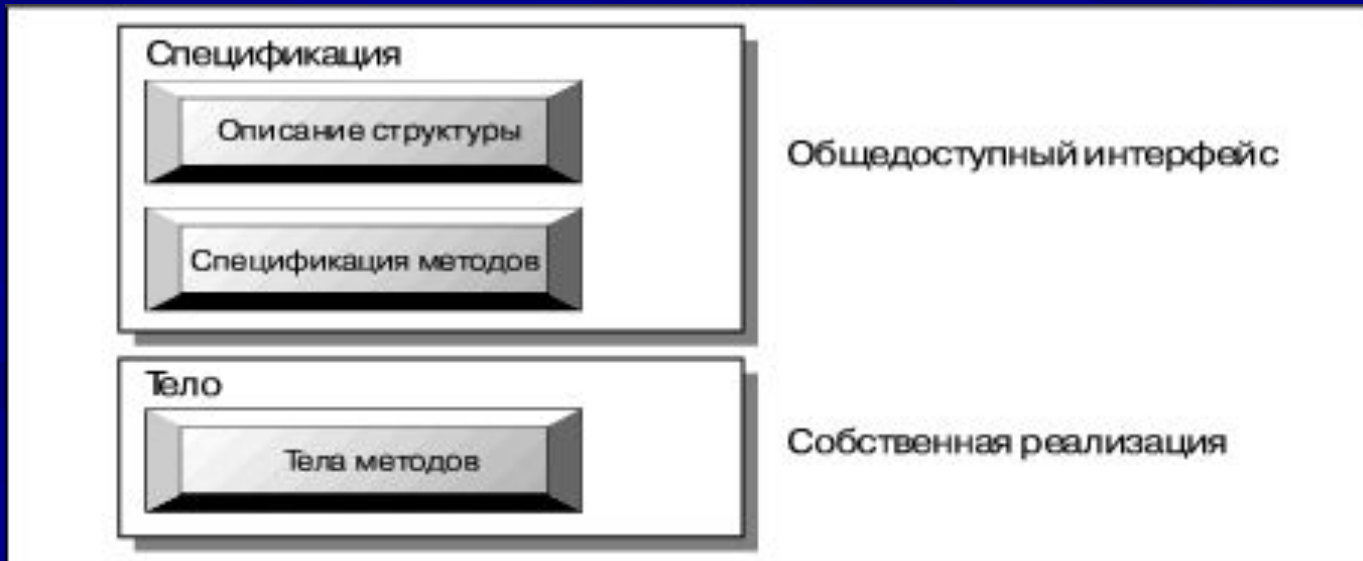 Спецификация
Описание структуры
Общедоступный интерфейс
Спецификация методов
Тело
Тела методов
Собственная реализация